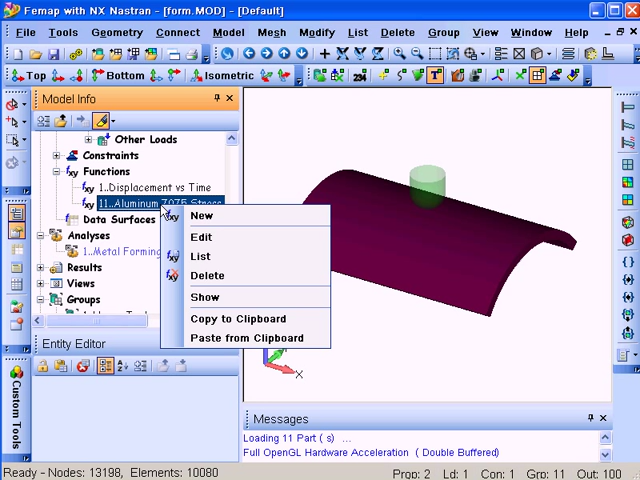 Femap with NX Nastran - [form.MOD] - [Default]
File Tools Geometry Connect Model Mesh Modify List Delete Group View Window Help
Top Bottom Isometric 234 T
Model Info
Other Loads
Constraints
Functions
1..Displacement vs Time
11..Aluminum 7075 Stress
Data Surfaces
Analyses
1..Metal Forming
Results
Views
Groups
New
Edit
List
Delete
Show
Copy to Clipboard
Paste from Clipboard
Entity Editor
Custom Tools
X
Messages
Loading 11 Part ( s) ...
Full OpenGL Hardware Acceleration ( Double Buffered)
Ready - Nodes: 13198, Elements: 10080
Prop: 2 Ld: 1 Con: 1 Grp: 11 Out: 100